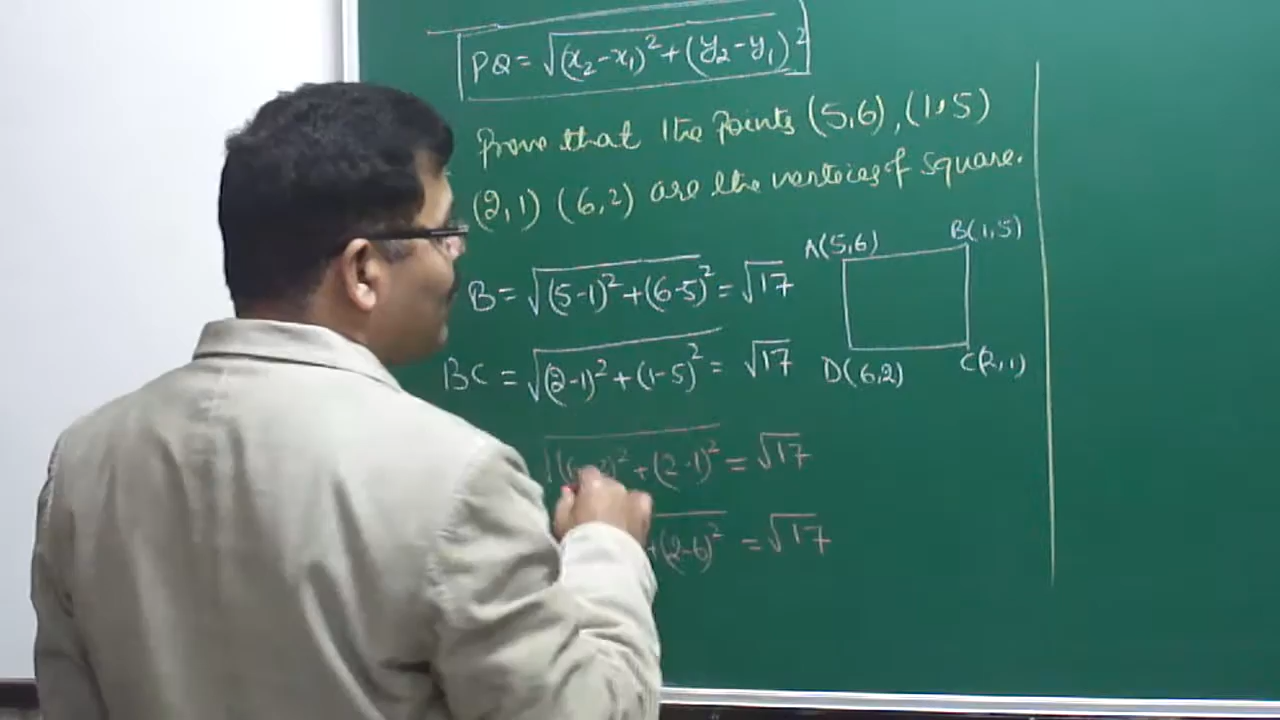 PQ = √(x₂-x₁)²+(y₂-y₁)²
Prove that the points (5,6), (1,5)
(2,1) (6,2) are the vertices of square.
A(5,6)
B(1,5)
B = √(5-1)²+(6-5)² = √17
BC = √(2-1)²+(1-5)² = √17
D(6,2)
C(2,1)
+(2-1)² = √17
+(2-6)² = √17